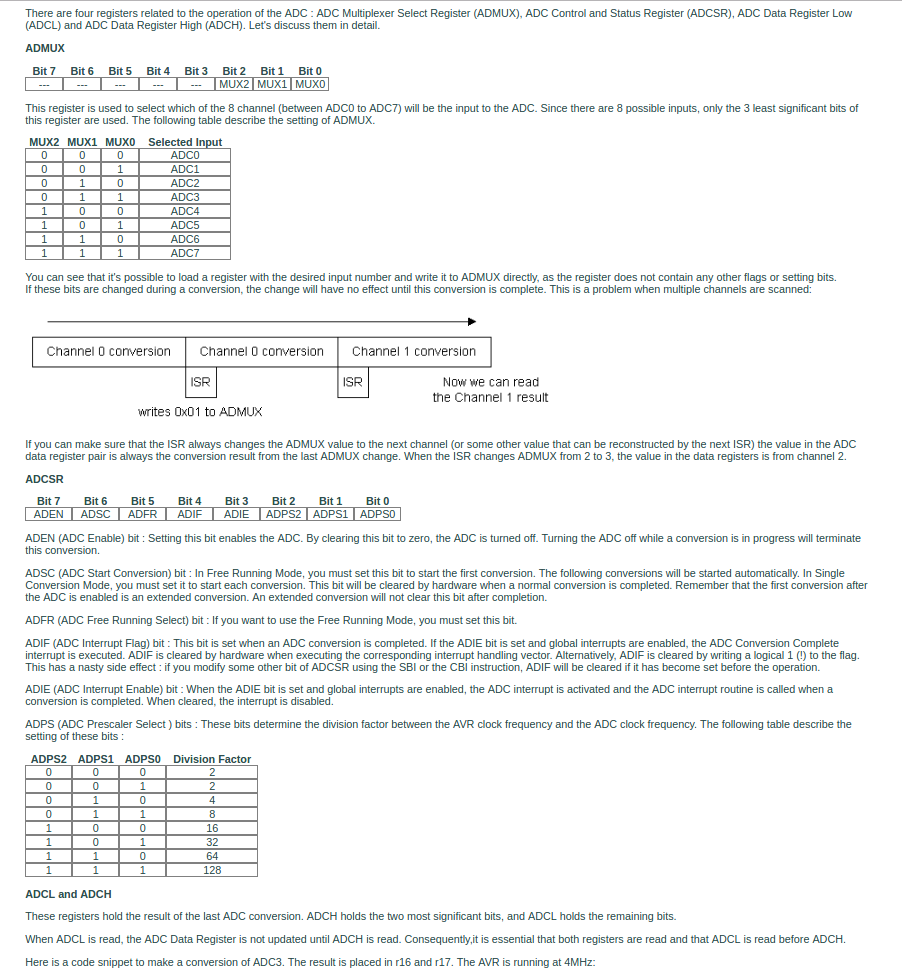 There are four registers related to the operation of the ADC : ADC Multiplexer Select Register (ADMUX), ADC Control and Status Register (ADCSR), ADC Data Register Low
(ADCL) and ADC Data Register High (ADCH). Let's discuss them in detail.
ADMUX
Bit 7 Bit 6 Bit 5 Bit 4 Bit 3 Bit 2 Bit 1 Bit 0
--- --- --- --- --- MUX2 MUX1 MUX0
This register is used to select which of the 8 channel (between ADC0 to ADC7) will be the input to the ADC. Since there are 8 possible inputs, only the 3 least significant bits of
this register are used. The following table describe the setting of ADMUX.
MUX2 MUX1 MUX0 Selected Input
0 0 0 ADC0
0 0 1 ADC1
0 1 0 ADC2
0 1 1 ADC3
1 0 0 ADC4
1 0 1 ADC5
1 1 0 ADC6
1 1 1 ADC7
You can see that it's possible to load a register with the desired input number and write it to ADMUX directly, as the register does not contain any other flags or setting bits.
If these bits are changed during a conversion, the change will have no effect until this conversion is complete. This is a problem when multiple channels are scanned:
Channel 0 conversion Channel 0 conversion Channel 1 conversion
ISR ISR Now we can read
the Channel 1 result
writes 0x01 to ADMUX
If you can make sure that the ISR always changes the ADMUX value to the next channel (or some other value that can be reconstructed by the next ISR) the value in the ADC
data register pair is always the conversion result from the last ADMUX change. When the ISR changes ADMUX from 2 to 3, the value in the data registers is from channel 2.
ADCSR
Bit 7 Bit 6 Bit 5 Bit 4 Bit 3 Bit 2 Bit 1 Bit 0
ADEN ADSC ADFR ADIF ADIE ADPS2 ADPS1 ADPS0
ADEN (ADC Enable) bit : Setting this bit enables the ADC. By clearing this bit to zero, the ADC is turned off. Turning the ADC off while a conversion is in progress will terminate
this conversion.
ADSC (ADC Start Conversion) bit : In Free Running Mode, you must set this bit to start the first conversion. The following conversions will be started automatically. In Single
Conversion Mode, you must set it to start each conversion. This bit will be cleared by hardware when a normal conversion is completed. Remember that the first conversion after
the ADC is enabled is an extended conversion. An extended conversion will not clear this bit after completion.
ADFR (ADC Free Running Select) bit : If you want to use the Free Running Mode, you must set this bit.
ADIF (ADC Interrupt Flag) bit : This bit is set when an ADC conversion is completed. If the ADIE bit is set and global interrupts are enabled, the ADC Conversion Complete
interrupt is executed. ADIF is cleared by hardware when executing the corresponding interrupt handling vector. Alternatively, ADIF is cleared by writing a logical 1 (!) to the flag.
This has a nasty side effect : if you modify some other bit of ADCSR using the SBI or the CBI instruction, ADIF will be cleared if it has become set before the operation.
ADIE (ADC Interrupt Enable) bit : When the ADIE bit is set and global interrupts are enabled, the ADC interrupt is activated and the ADC interrupt routine is called when a
conversion is completed. When cleared, the interrupt is disabled.
ADPS (ADC Prescaler Select ) bits : These bits determine the division factor between the AVR clock frequency and the ADC clock frequency. The following table describe the
setting of these bits :
ADPS2 ADPS1 ADPS0 Division Factor
0 0 0 2
0 0 1 2
0 1 0 4
0 1 1 8
1 0 0 16
1 0 1 32
1 1 0 64
1 1 1 128
ADCL and ADCH
These registers hold the result of the last ADC conversion. ADCH holds the two most significant bits, and ADCL holds the remaining bits.
When ADCL is read, the ADC Data Register is not updated until ADCH is read. Consequently,it is essential that both registers are read and that ADCL is read before ADCH.
Here is a code snippet to make a conversion of ADC3. The result is placed in r16 and r17. The AVR is running at 4MHz: